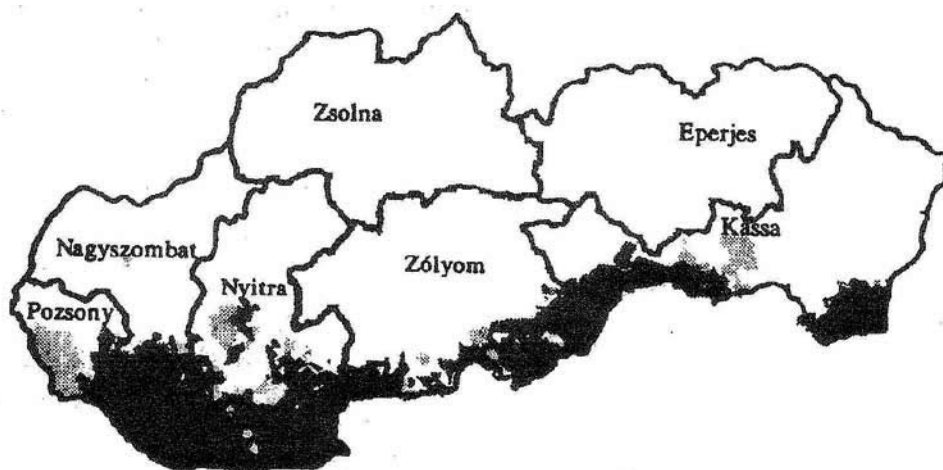 Zsolna
Eperjes
Nagyszombat
Kassa
Zólyom
Nyitra
Pozsony